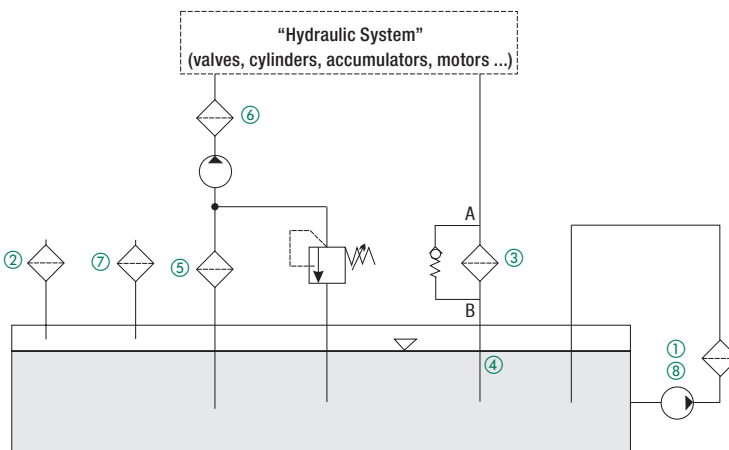 “Hydraulic System”
(valves, cylinders, accumulators, motors ...)
⑥
A
② ⑦ ⑤ ③
B
①
④
⑧